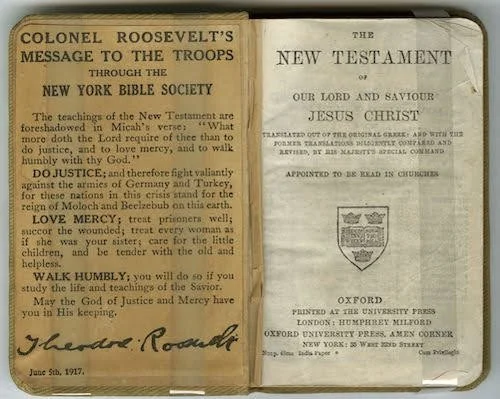 COLONEL ROOSEVELT'S
MESSAGE TO THE TROOPS
THROUGH THE
NEW YORK BIBLE SOCIETY
The teachings of the New Testament are
foreshadowed in Micah's verse: "What
more doth the Lord require of thee than to
do justice, and to love mercy, and to walk
humbly with thy God."
DO JUSTICE; and therefore fight valiantly
against the armies of Germany and Turkey,
for these nations in this crisis stand for the
reign of Moloch and Beelzebub on this earth.
LOVE MERCY; treat prisoners well;
succor the wounded; treat every woman as
if she was your sister; care for the little
children, and be tender with the old and
helpless.
WALK HUMBLY; you will do so if you
study the life and teachings of the Savior.
May the God of Justice and Mercy have
you in His keeping.
Theodore Roosevelt
June 5th, 1917.
THE
NEW TESTAMENT
OF
OUR LORD AND SAVIOUR
JESUS CHRIST
TRANSLATED OUT OF THE ORIGINAL GREEK: AND WITH THE
FORMER TRANSLATIONS DILIGENTLY COMPARED AND
REVISED, BY HIS MAJESTY'S SPECIAL COMMAND
APPOINTED TO BE READ IN CHURCHES
OXFORD
PRINTED AT THE UNIVERSITY PRESS
LONDON: HUMPHREY MILFORD
OXFORD UNIVERSITY PRESS, AMEN CORNER
NEW YORK: 35 WEST 32ND STREET
Nonp. 48mo India Paper Cum Privilegio